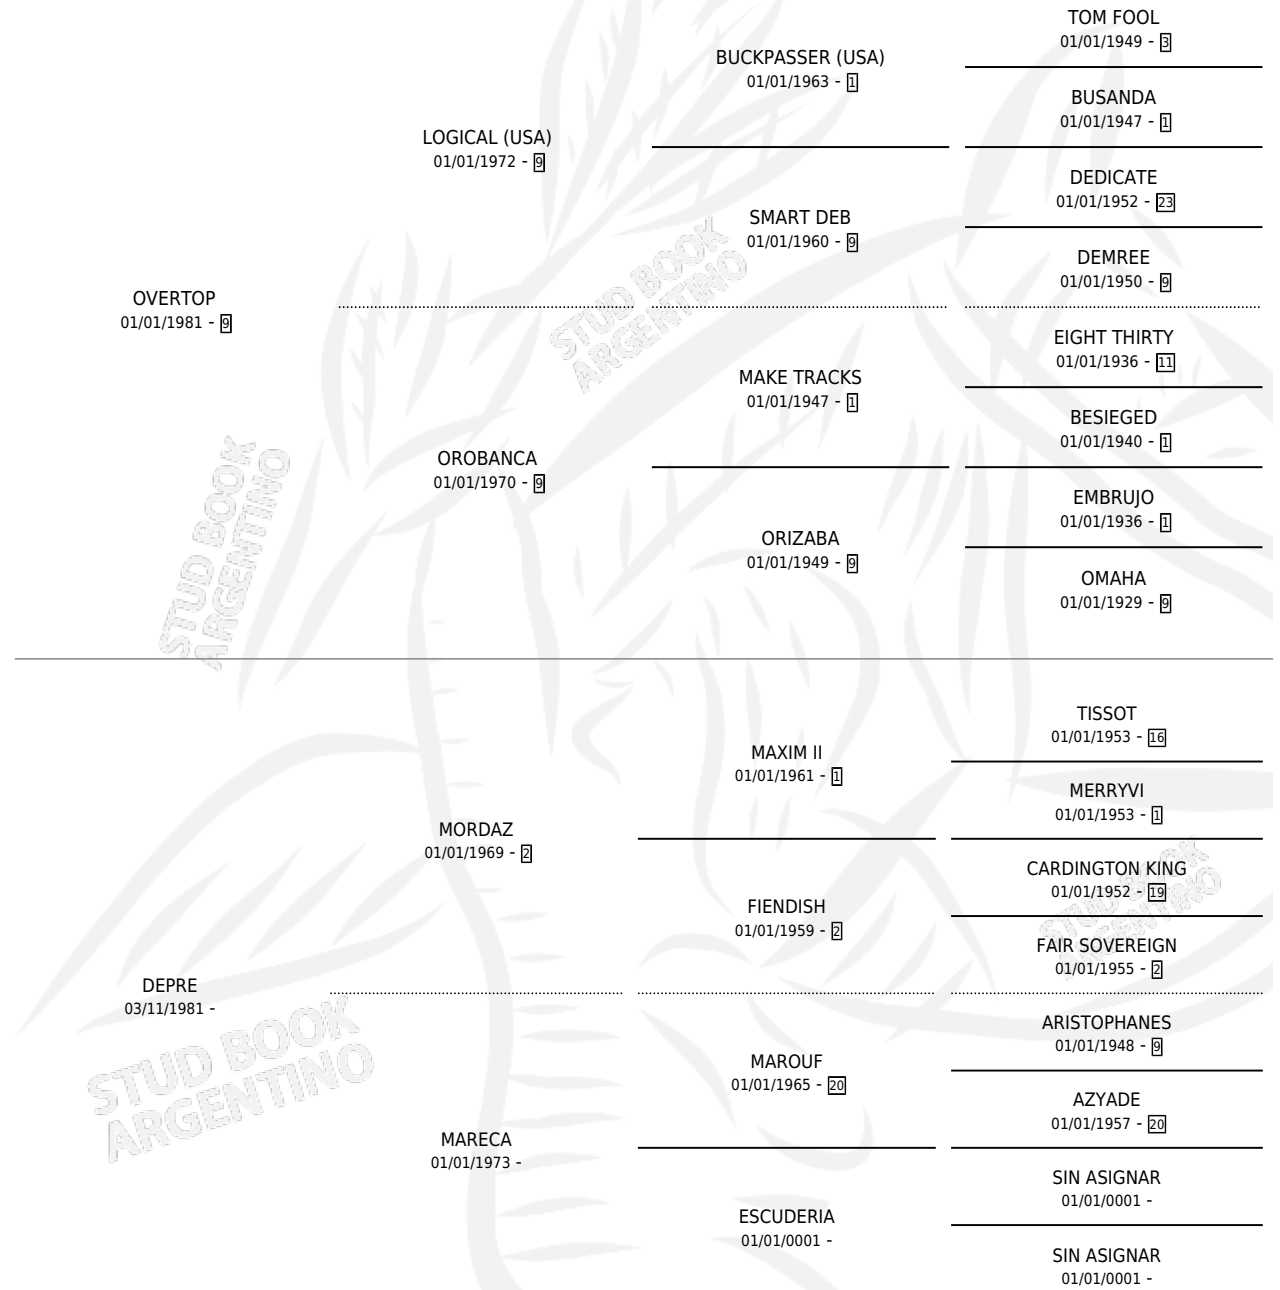 TOM FOOL
01/01/1949 - 3
BUCKPASSER (USA)
01/01/1963 - 1
BUSANDA
01/01/1947 - 1
LOGICAL (USA)
01/01/1972 - 9
DEDICATE
01/01/1952 - 23
SMART DEB
01/01/1960 - 9
DEMREE
01/01/1950 - 9
OVERTOP
01/01/1981 - 9
EIGHT THIRTY
01/01/1936 - 11
MAKE TRACKS
01/01/1947 - 1
BESIEGED
01/01/1940 - 1
OROBANCA
01/01/1970 - 9
EMBRUJO
01/01/1936 - 1
ORIZABA
01/01/1949 - 9
OMAHA
01/01/1929 - 9
TISSOT
01/01/1953 - 16
MAXIM II
01/01/1961 - 1
MERRYVI
01/01/1953 - 1
MORDAZ
01/01/1969 - 2
CARDINGTON KING
01/01/1952 - 19
FIENDISH
01/01/1959 - 2
FAIR SOVEREIGN
01/01/1955 - 2
DEPRE
03/11/1981 -
ARISTOPHANES
01/01/1948 - 9
MAROUF
01/01/1965 - 20
AZYADE
01/01/1957 - 20
MARECA
01/01/1973 -
SIN ASIGNAR
01/01/0001 -
ESCUDERIA
01/01/0001 -
SIN ASIGNAR
01/01/0001 -
STUD BOOK
ARGENTINO
STUD BOOK
ARGENTINO
STUD BOOK
ARGENTINO
STUD BOOK
ARGENTINO